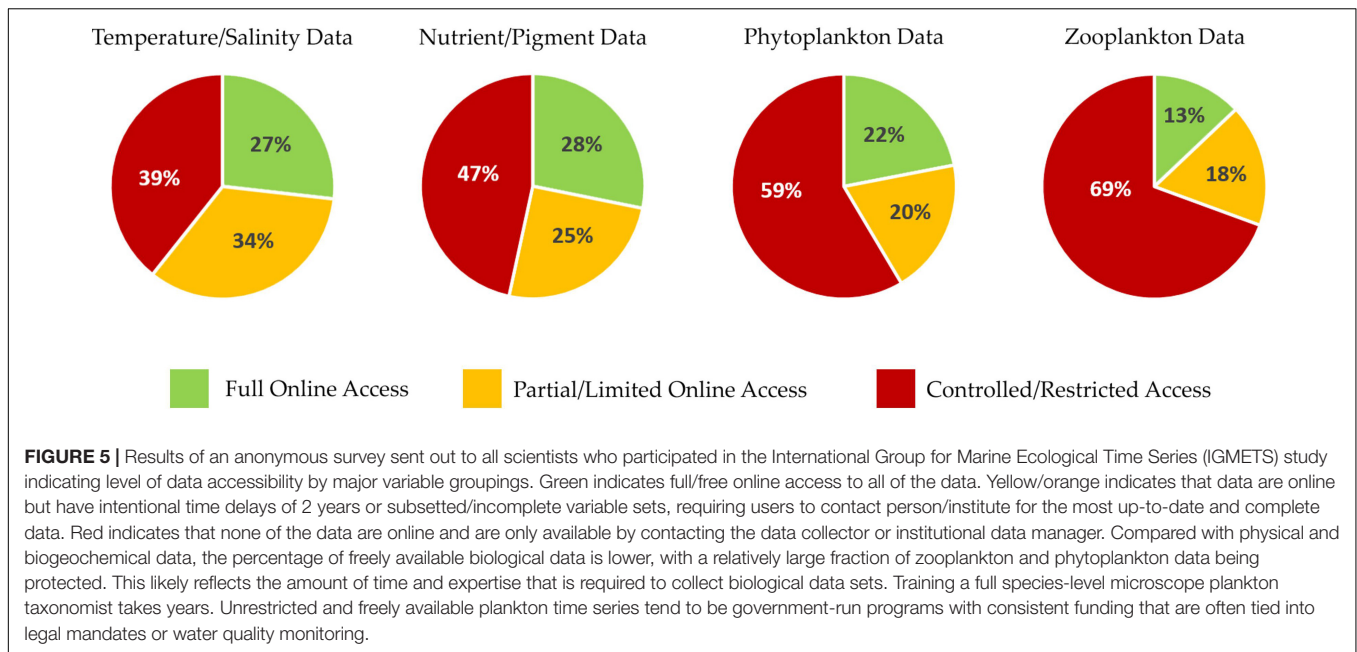 Temperature/Salinity Data
Nutrient/Pigment Data
Phytoplankton Data
Zooplankton Data
39%
27%
34%
47%
28%
25%
59%
22%
20%
69%
13%
18%
Full Online Access
Partial/Limited Online Access
Controlled/Restricted Access
FIGURE 5 | Results of an anonymous survey sent out to all scientists who participated in the International Group for Marine Ecological Time Series (IGMETS) study
indicating level of data accessibility by major variable groupings. Green indicates full/free online access to all of the data. Yellow/orange indicates that data are online
but have intentional time delays of 2 years or subsetted/incomplete variable sets, requiring users to contact person/institute for the most up-to-date and complete
data. Red indicates that none of the data are online and are only available by contacting the data collector or institutional data manager. Compared with physical and
biogeochemical data, the percentage of freely available biological data is lower, with a relatively large fraction of zooplankton and phytoplankton data being
protected. This likely reflects the amount of time and expertise that is required to collect biological data sets. Training a full species-level microscope plankton
taxonomist takes years. Unrestricted and freely available plankton time series tend to be government-run programs with consistent funding that are often tied into
legal mandates or water quality monitoring.